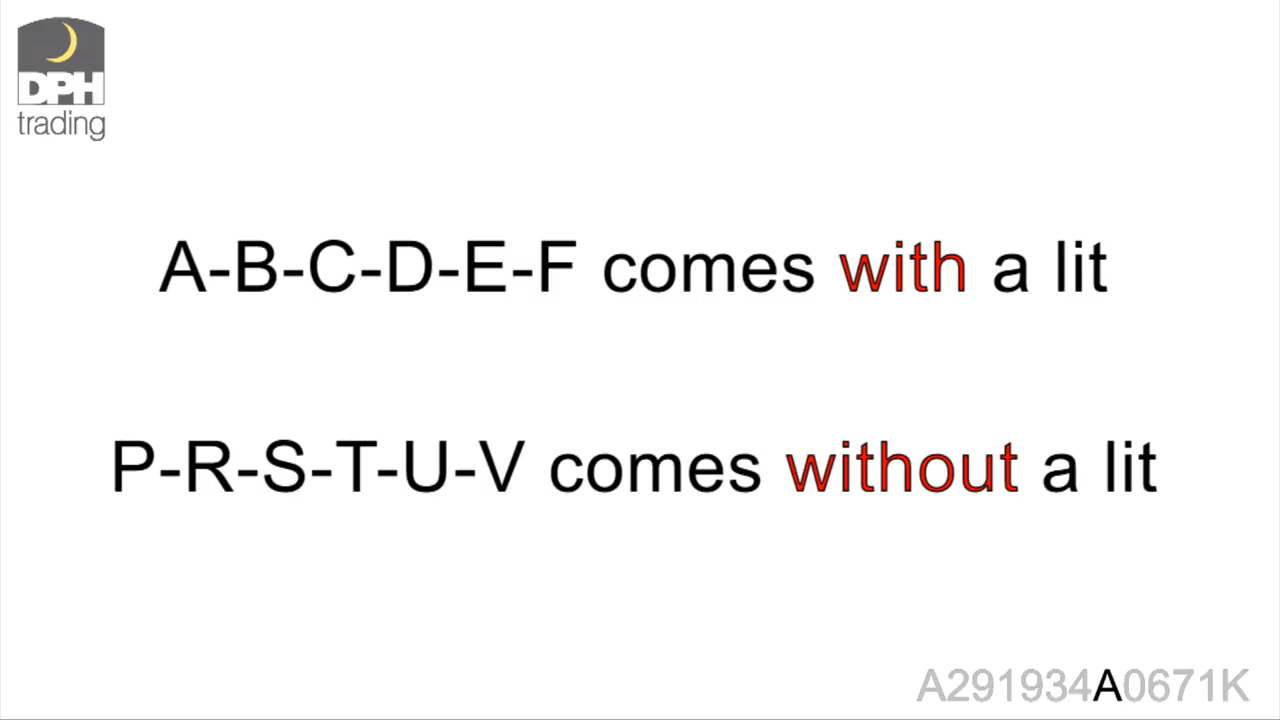 DPH
trading
A-B-C-D-E-F comes with a lit
P-R-S-T-U-V comes without a lit
A291934A0671K